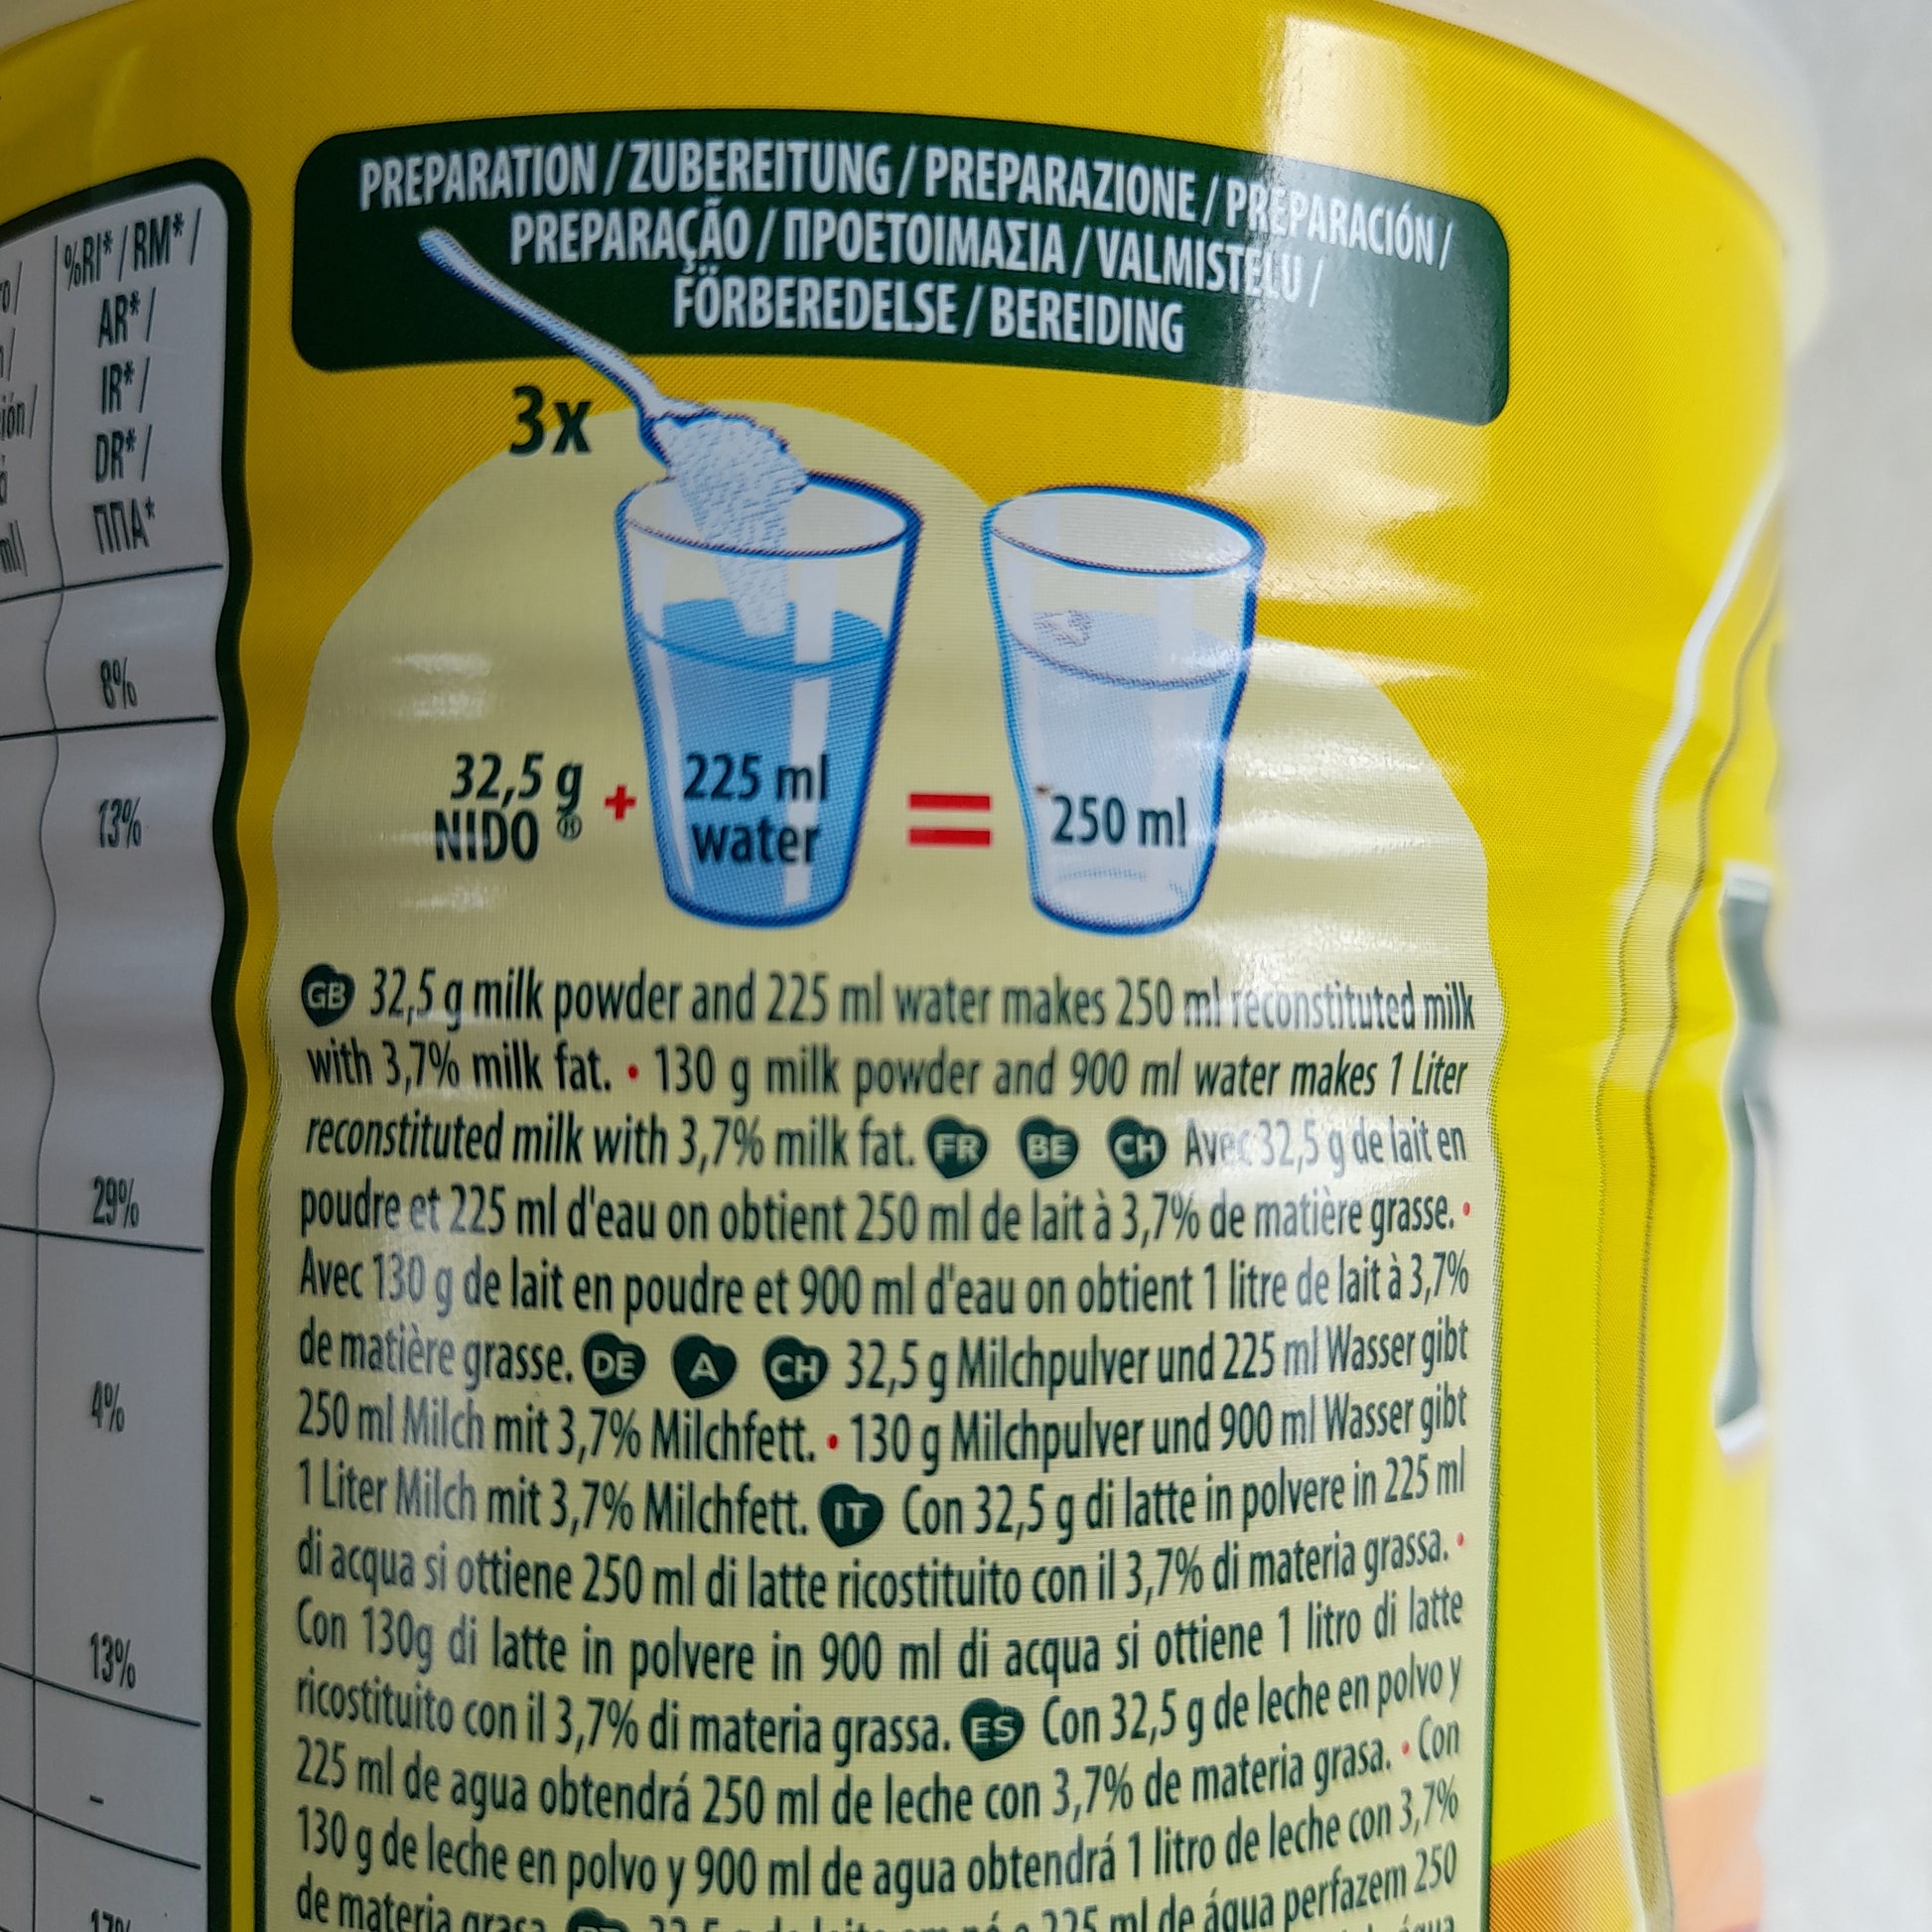 %RI* / RM* /
AR* /
IR* /
DR* /
ΠΠΑ*
8%
13%
29%
4%
13%
–
17%
PREPARATION / ZUBEREITUNG / PREPARAZIONE / PREPARACIÓN /
PREPARAÇÃO / ΠΡΟΕΤΟΙΜΑΣΙΑ / VALMISTELU /
FÖRBEREDELSE / BEREIDING
3x
32,5 g + 225 ml = 250 ml
NIDO ® water
GB 32,5 g milk powder and 225 ml water makes 250 ml reconstituted milk
with 3,7% milk fat. • 130 g milk powder and 900 ml water makes 1 Liter
reconstituted milk with 3,7% milk fat. FR BE CH Avec 32,5 g de lait en
poudre et 225 ml d'eau on obtient 250 ml de lait à 3,7% de matière grasse. •
Avec 130 g de lait en poudre et 900 ml d'eau on obtient 1 litre de lait à 3,7%
de matière grasse. DE A CH 32,5 g Milchpulver und 225 ml Wasser gibt
250 ml Milch mit 3,7% Milchfett. • 130 g Milchpulver und 900 ml Wasser gibt
1 Liter Milch mit 3,7% Milchfett. IT Con 32,5 g di latte in polvere in 225 ml
di acqua si ottiene 250 ml di latte ricostituito con il 3,7% di materia grassa. •
Con 130g di latte in polvere in 900 ml di acqua si ottiene 1 litro di latte
ricostituito con il 3,7% di materia grassa. ES Con 32,5 g de leche en polvo y
225 ml de agua obtendrá 250 ml de leche con 3,7% de materia grasa. • Con
130 g de leche en polvo y 900 ml de agua obtendrá 1 litro de leche con 3,7%
de materia grasa. 225 ml de água perfazem 250